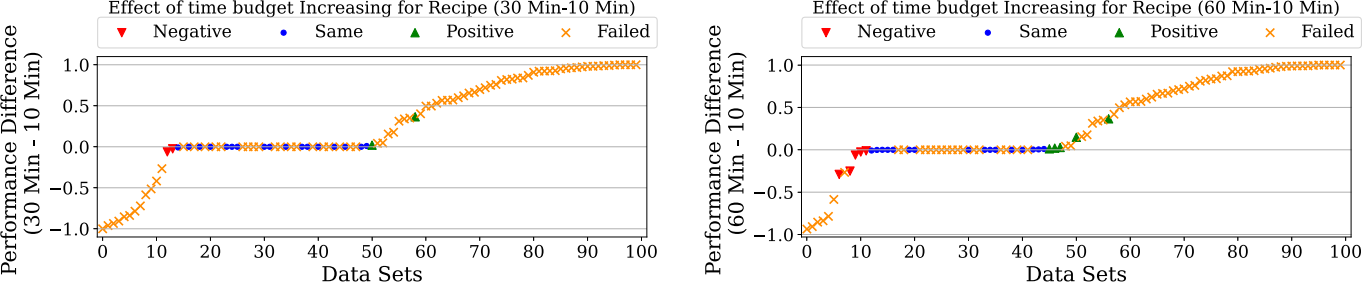 Effect of time budget Increasing for Recipe (30 Min-10 Min)
Negative Same Positive Failed
Performance Difference
(30 Min - 10 Min)
1.0
0.5
0.0
−0.5
−1.0
0 10 20 30 40 50 60 70 80 90 100
Data Sets
Effect of time budget Increasing for Recipe (60 Min-10 Min)
Negative Same Positive Failed
Performance Difference
(60 Min - 10 Min)
1.0
0.5
0.0
−0.5
−1.0
0 10 20 30 40 50 60 70 80 90 100
Data Sets